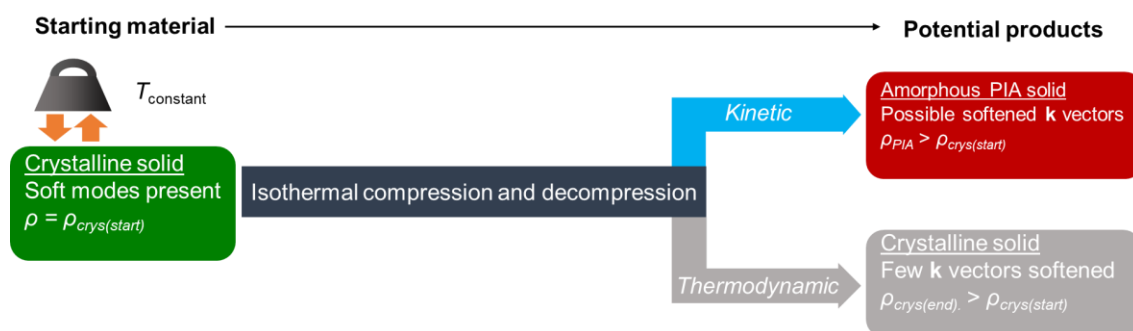 Starting material
Potential products
T constant
Crystalline solid
Soft modes present
ρ = ρcrys(start)
Isothermal compression and decompression
Kinetic
Thermodynamic
Amorphous PIA solid
Possible softened k vectors
ρPIA > ρcrys(start)
Crystalline solid
Few k vectors softened
ρcrys(end). > ρcrys(start)